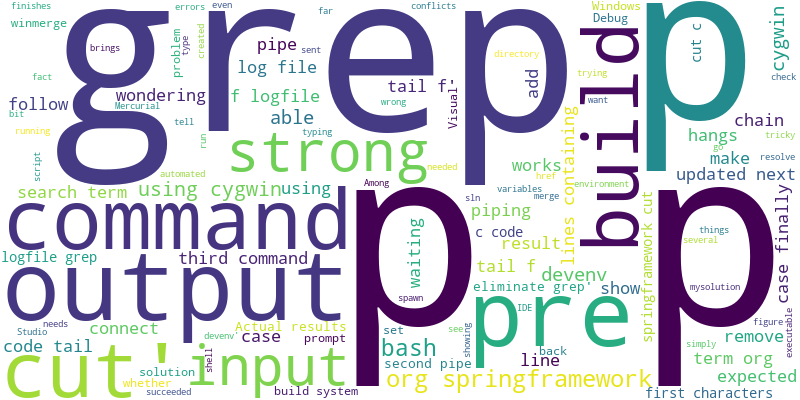 finishes
errors
even
far
conflicts
Windows
winmerge
problem
type
created
sent
pipe
Debug
brings
grep
p
build
p
cut c
cygwin
log file
tail f'
Visual'
add
directory
trying
fact
wondering
f logfile
want
check
follow
Mercurial
able
wrong
bit
tell
typing
hangs
chain
running
run
strong
go
tricky
script
automated
needed
works
lines containing
make
resolve
updated next
search term
using cygwin
using
Among
href
environment
variables
merge
piping
sln
command
waiting
c code
result
things
several
springframework cut
case finally
logfile grep
third command
tail f
devenv
term org
output
p
p
spawn
eliminate grep'
show
mysolution
connect
Actual results
set
pre
IDE
see
showing
figure
needs
Studio
devenv'
case
prompt
back
simply
remove
executable
code tail
shell
bash
second pipe
line
cut'
input
solution
whether
succeeded
build system
org springframework
expected
first characters